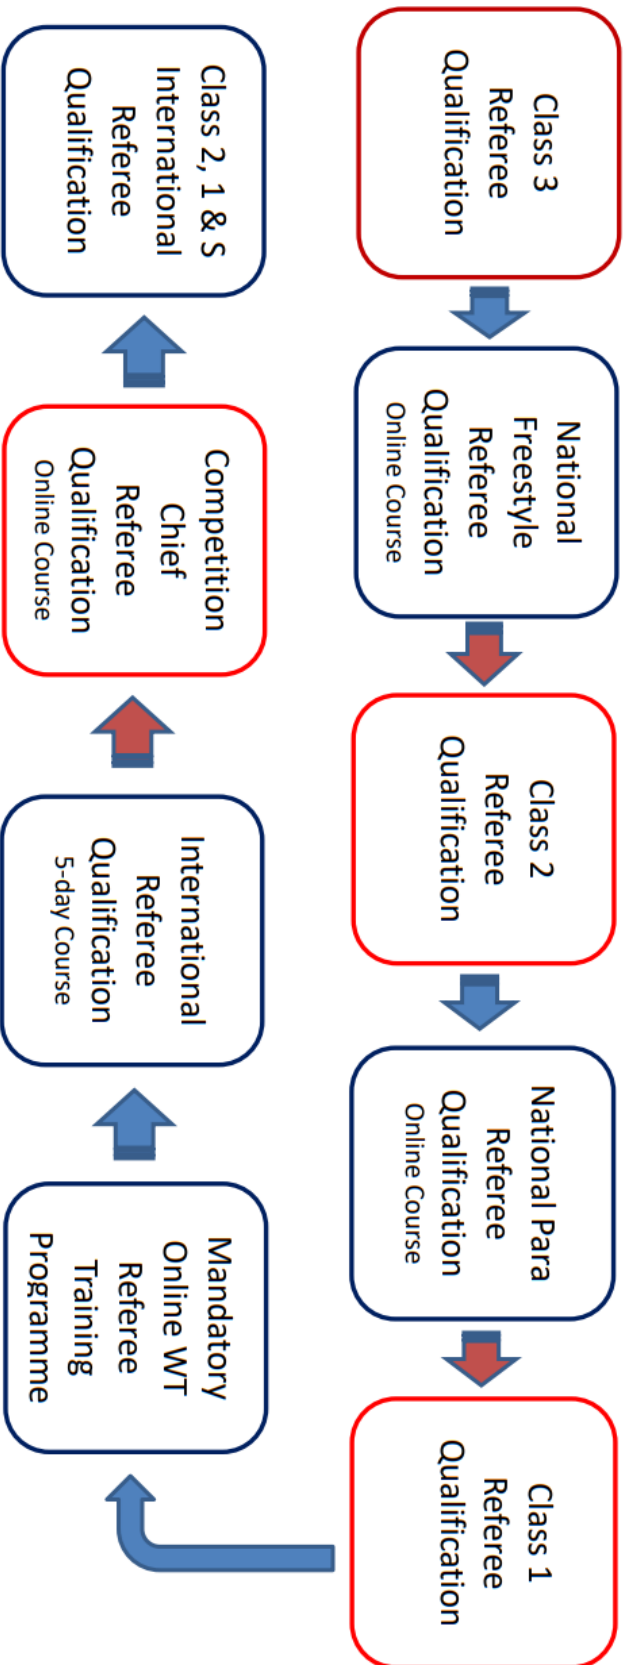 Class 3
Referee
Qualification
National
Freestyle
Referee
Qualification
Online Course
Class 2
Referee
Qualification
National Para
Referee
Qualification
Online Course
Class 1
Referee
Qualification
Mandatory
Online WT
Referee
Training
Programme
International
Referee
Qualification
5-day Course
Competition
Chief
Referee
Qualification
Online Course
Class 2, 1 & S
International
Referee
Qualification